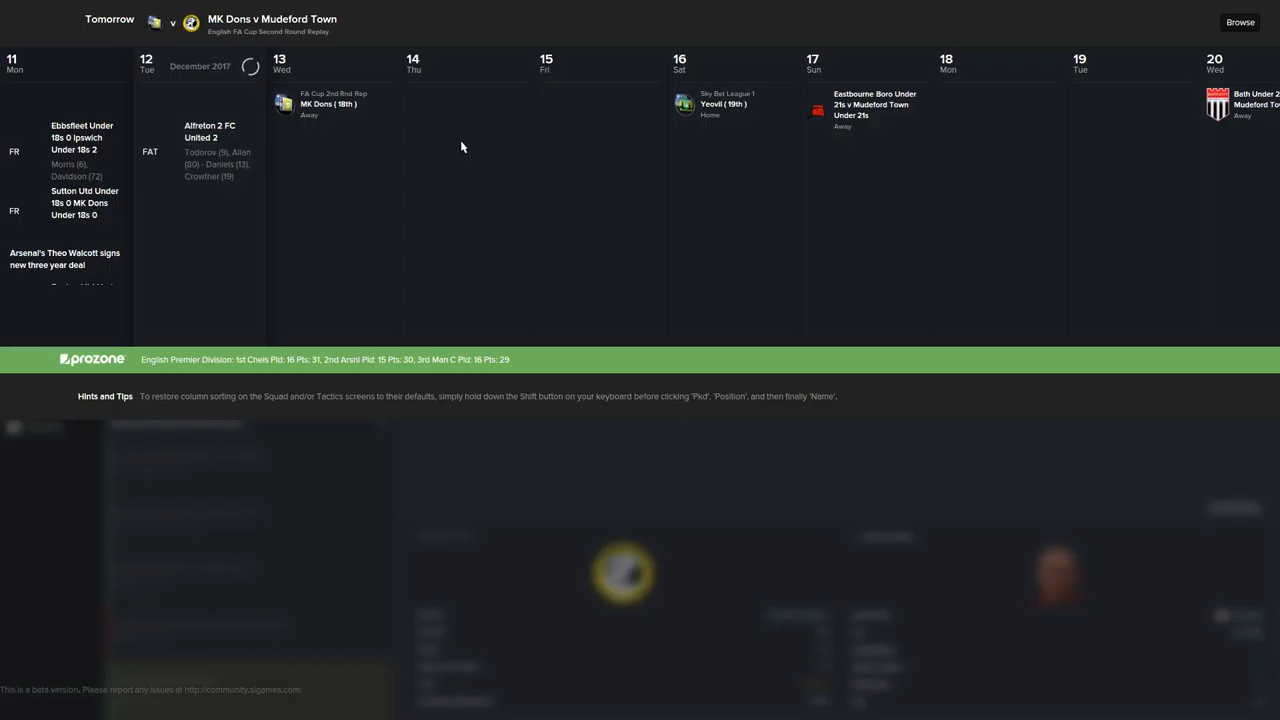 Tomorrow
v
MK Dons v Mudeford Town
English FA Cup Second Round Replay
Browse
11
Mon
12
Tue
December 2017
13
Wed
14
Thu
15
Fri
16
Sat
17
Sun
18
Mon
19
Tue
20
Wed
FR
Ebbsfleet Under
18s 0 Ipswich
Under 18s 2
Morris (6),
Davidson (72)
FR
Sutton Utd Under
18s 0 MK Dons
Under 18s 0
Arsenal's Theo Walcott signs
new three year deal
FAT
Alfreton 2 FC
United 2
Todorov (9), Allan
(80) - Daniels (13),
Crowther (19)
FA Cup 2nd Rnd Rep
MK Dons ( 18th )
Away
Sky Bet League 1
Yeovil ( 19th )
Home
Eastbourne Boro Under
21s v Mudeford Town
Under 21s
Away
Bath Under 2
Mudeford To
Away
prozone
English Premier Division: 1st Chels Pld: 16 Pts: 31, 2nd Arsnl Pld: 15 Pts: 30, 3rd Man C Pld: 16 Pts: 29
Hints and Tips
To restore column sorting on the Squad and/or Tactics screens to their defaults, simply hold down the Shift button on your keyboard before clicking 'Pkd', 'Position', and then finally 'Name'.
This is a beta version. Please report any issues at http://community.sigames.com/